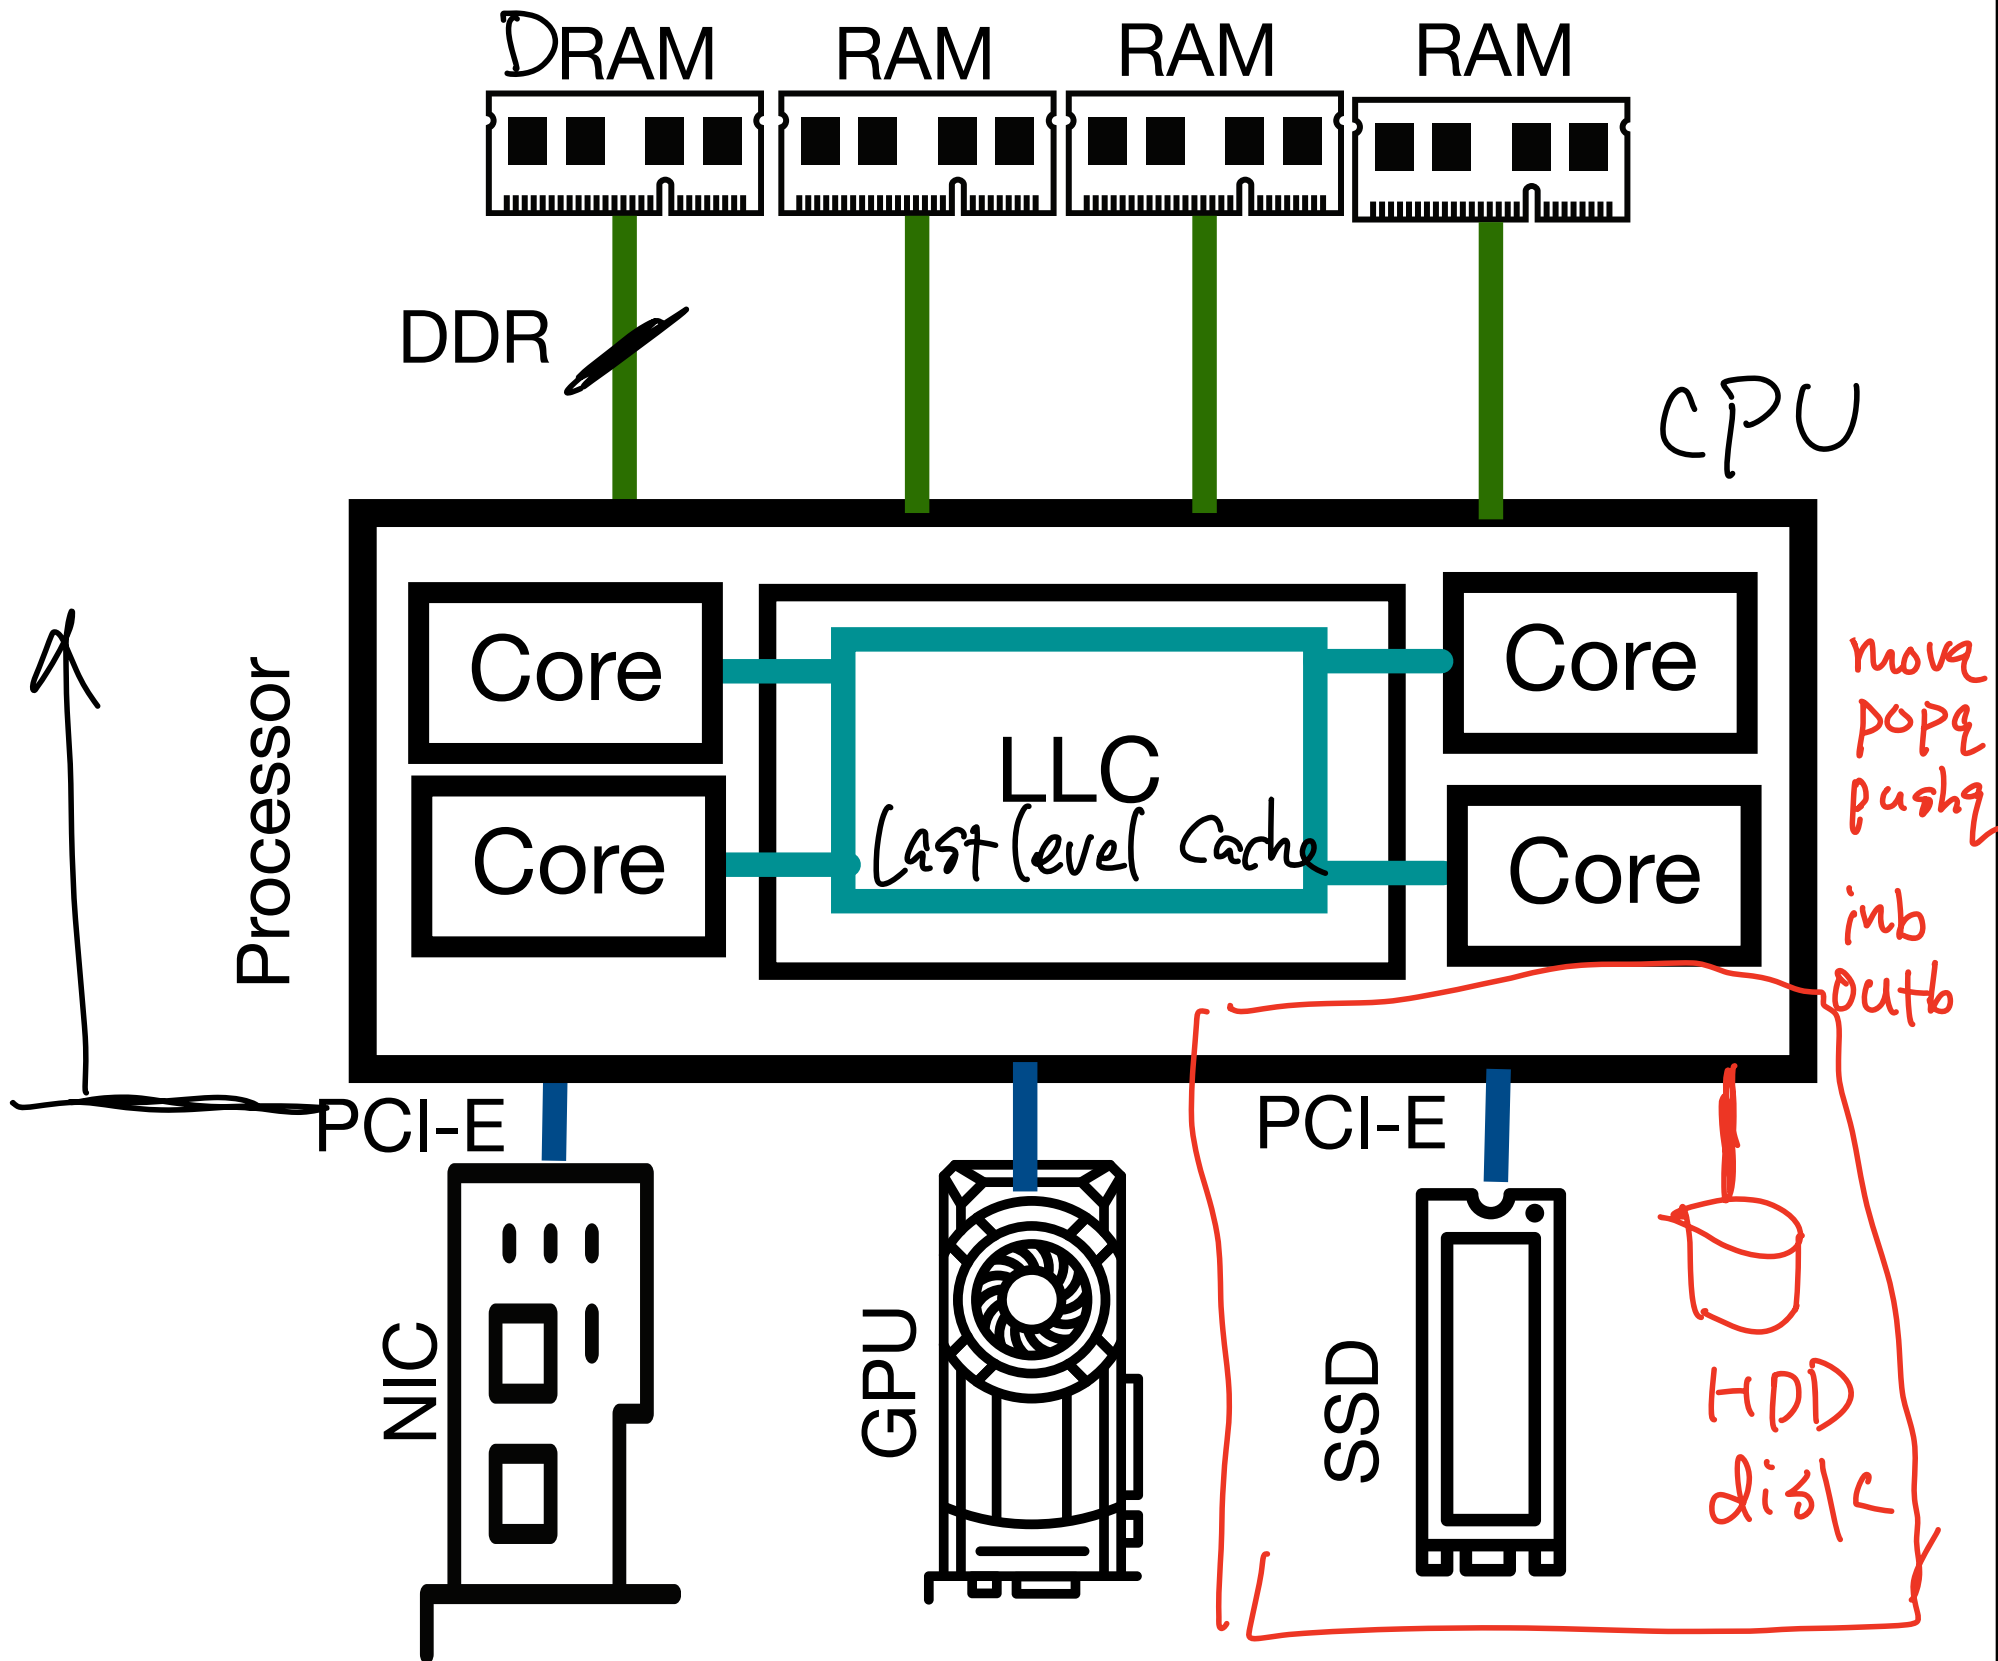 DRAM RAM RAM RAM
DDR
CPU
Processor
Core
Core
LLC
Last level Cache
Core
Core
movq
popq
pushq
inb
outb
PCI-E
PCI-E
NIC
GPU
SSD
HDD
disk